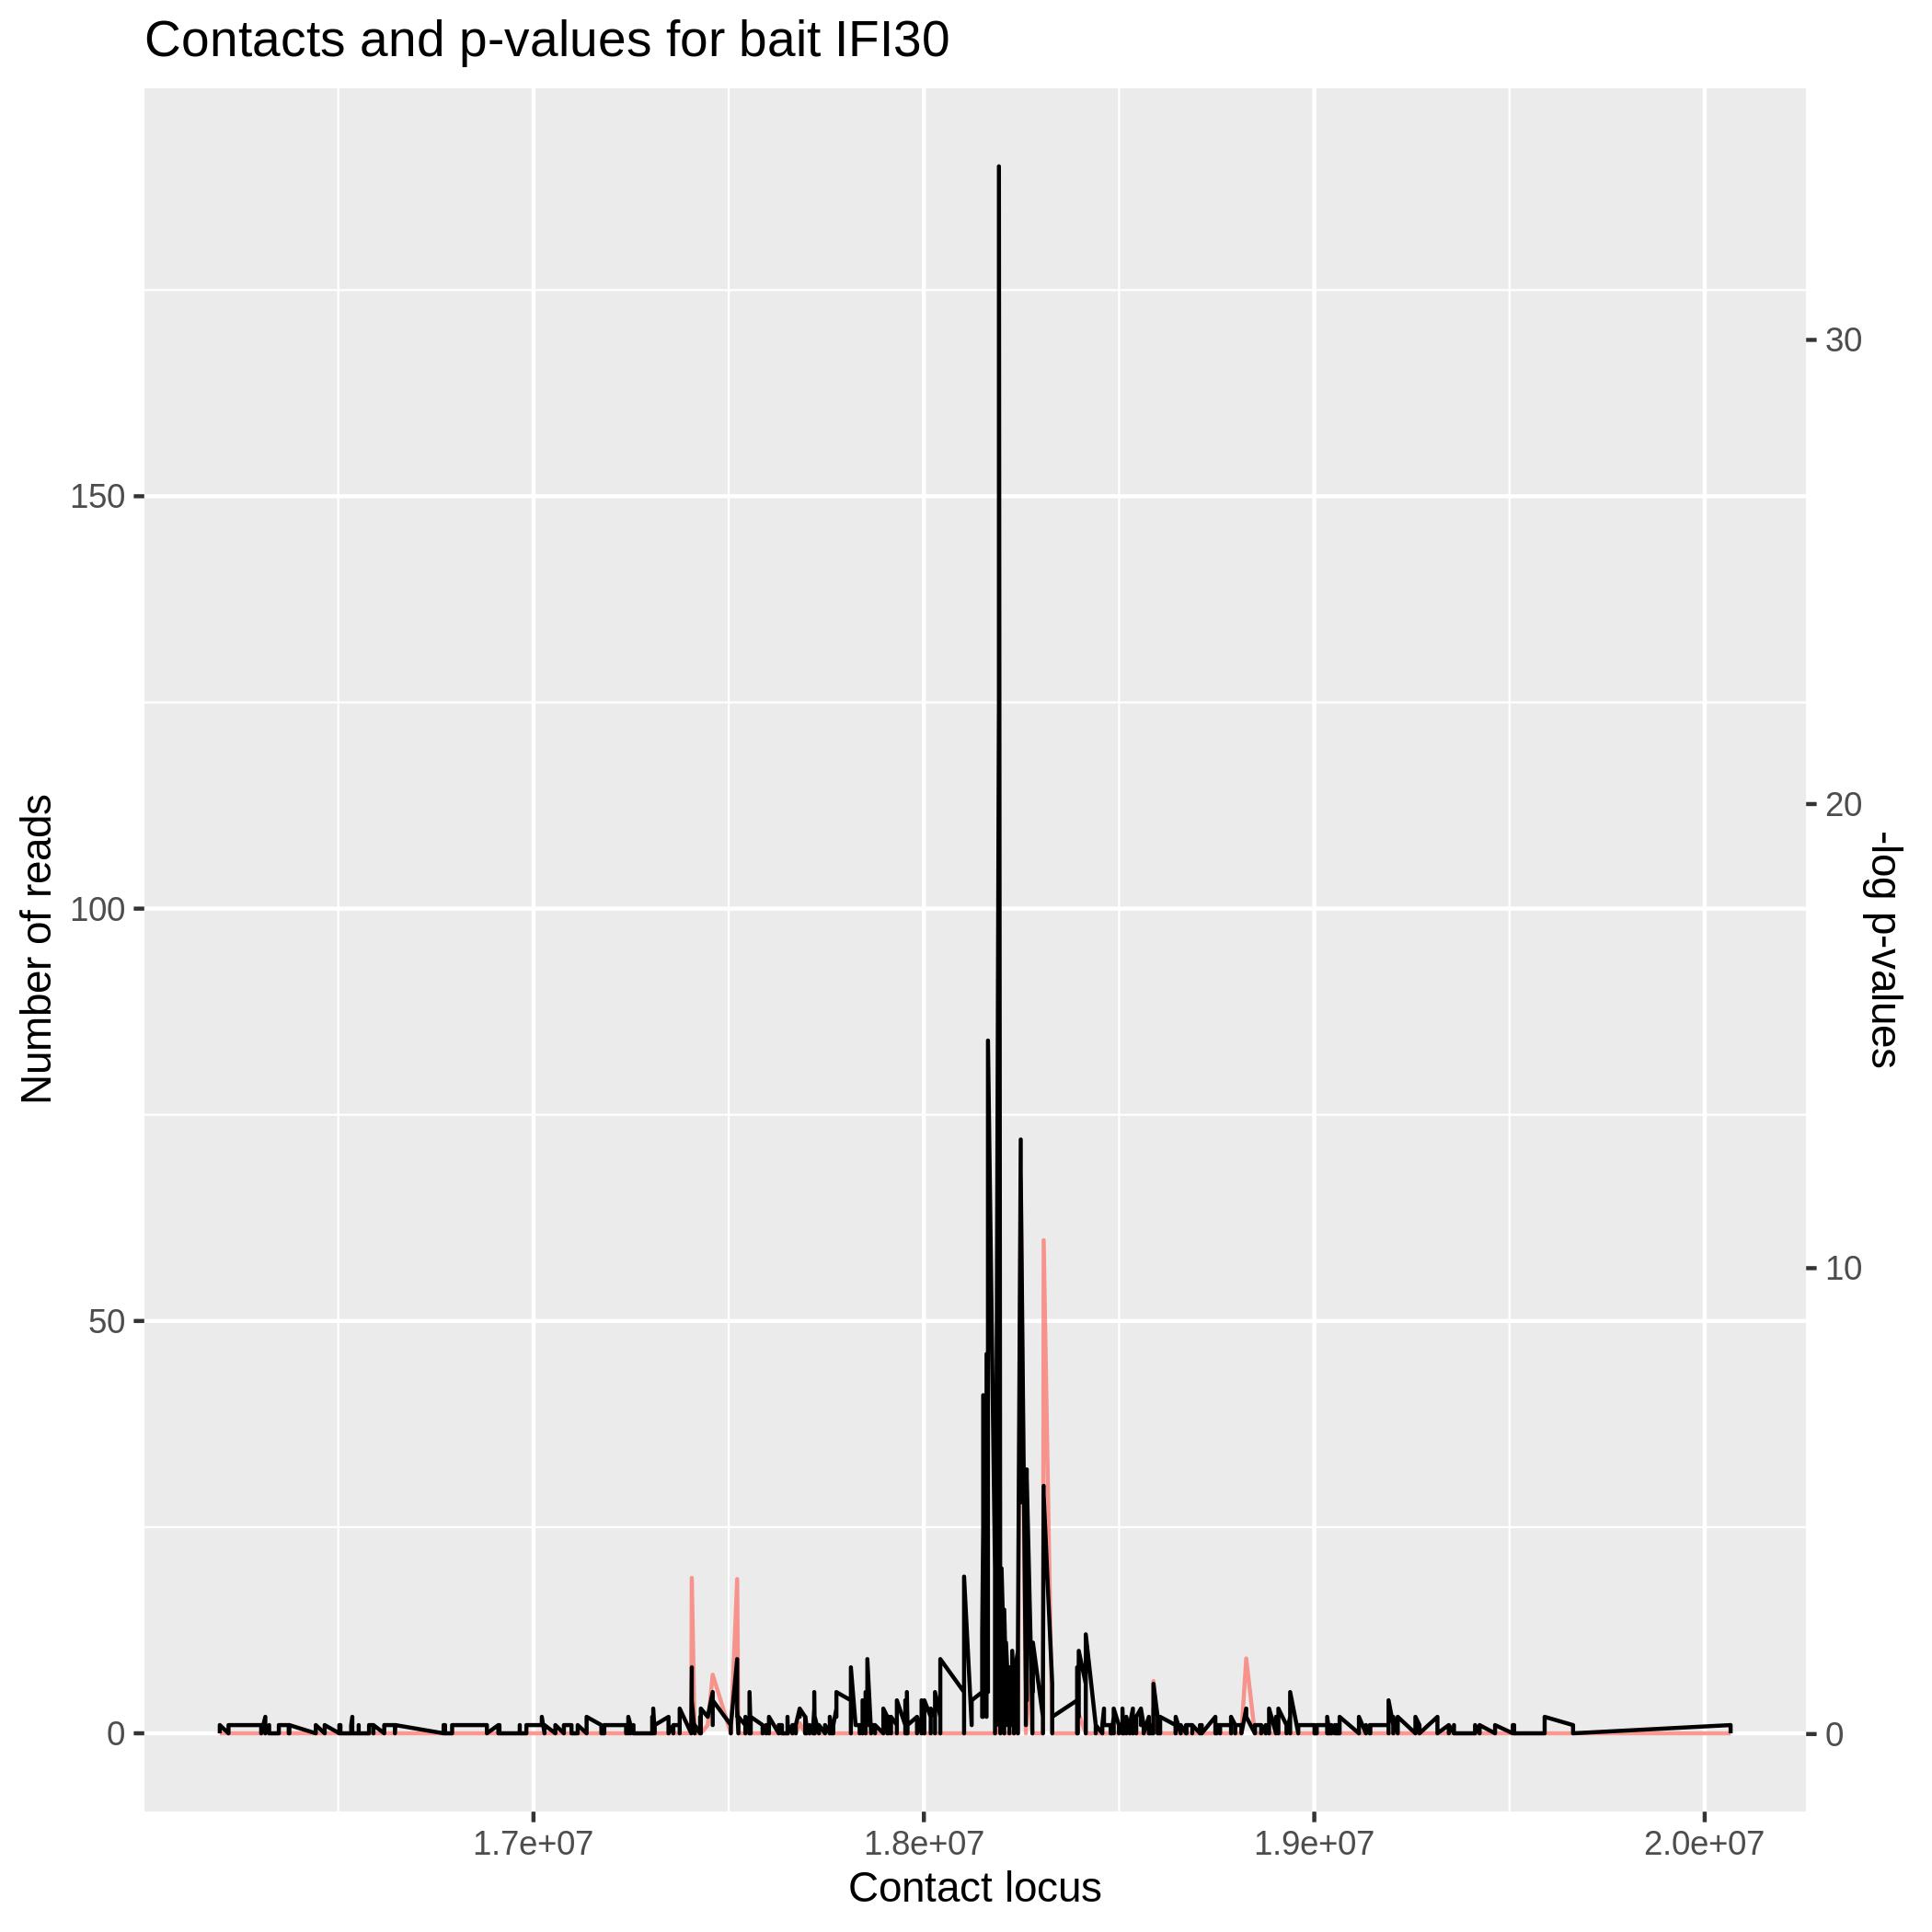 Contacts and p-values for bait IFI30
Number of reads
150
100
50
0
30
20
10
0
-log p-values
1.7e+07
1.8e+07
1.9e+07
2.0e+07
Contact locus